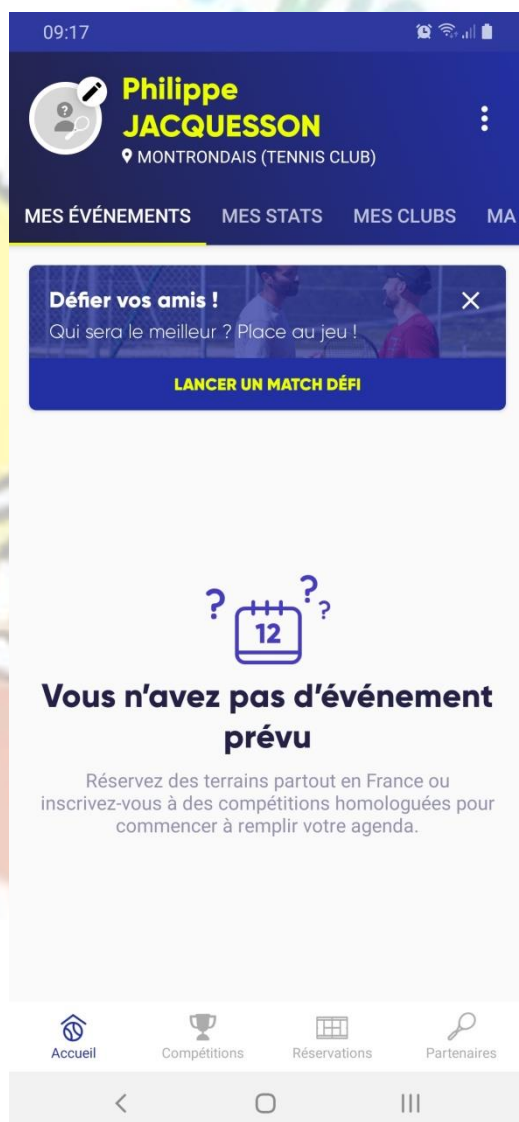 09:17
Philippe
JACQUESSON
MONTRONDAIS (TENNIS CLUB)
MES ÉVÉNEMENTS MES STATS MES CLUBS MA
Défier vos amis !
Qui sera le meilleur ? Place au jeu !
LANCER UN MATCH DÉFI
? ? ?
12
Vous n'avez pas d'événement
prévu
Réservez des terrains partout en France ou
inscrivez-vous à des compétitions homologuées pour
commencer à remplir votre agenda.
Accueil Compétitions Réservations Partenaires